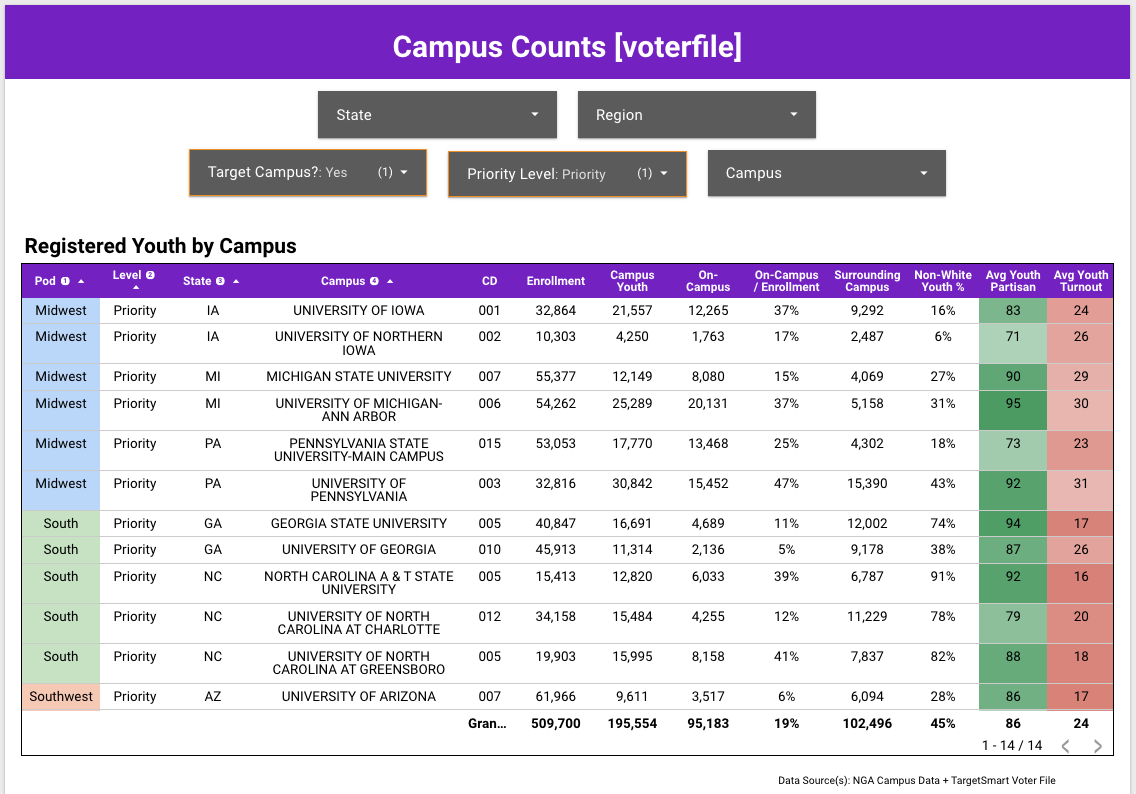 Campus Counts [voterfile]
State Region
Target Campus?: Yes (1) Priority Level: Priority (1) Campus
Registered Youth by Campus
Pod 1 Level 2 State 3 Campus 4 CD Enrollment Campus Youth On-Campus On-Campus / Enrollment Surrounding Campus Non-White Youth % Avg Youth Partisan Avg Youth Turnout
Midwest Priority IA UNIVERSITY OF IOWA 001 32,864 21,557 12,265 37% 9,292 16% 83 24
Midwest Priority IA UNIVERSITY OF NORTHERN IOWA 002 10,303 4,250 1,763 17% 2,487 6% 71 26
Midwest Priority MI MICHIGAN STATE UNIVERSITY 007 55,377 12,149 8,080 15% 4,069 27% 90 29
Midwest Priority MI UNIVERSITY OF MICHIGAN-ANN ARBOR 006 54,262 25,289 20,131 37% 5,158 31% 95 30
Midwest Priority PA PENNSYLVANIA STATE UNIVERSITY-MAIN CAMPUS 015 53,053 17,770 13,468 25% 4,302 18% 73 23
Midwest Priority PA UNIVERSITY OF PENNSYLVANIA 003 32,816 30,842 15,452 47% 15,390 43% 92 31
South Priority GA GEORGIA STATE UNIVERSITY 005 40,847 16,691 4,689 11% 12,002 74% 94 17
South Priority GA UNIVERSITY OF GEORGIA 010 45,913 11,314 2,136 5% 9,178 38% 87 26
South Priority NC NORTH CAROLINA A & T STATE UNIVERSITY 005 15,413 12,820 6,033 39% 6,787 91% 92 16
South Priority NC UNIVERSITY OF NORTH CAROLINA AT CHARLOTTE 012 34,158 15,484 4,255 12% 11,229 78% 79 20
South Priority NC UNIVERSITY OF NORTH CAROLINA AT GREENSBORO 005 19,903 15,995 8,158 41% 7,837 82% 88 18
Southwest Priority AZ UNIVERSITY OF ARIZONA 007 61,966 9,611 3,517 6% 6,094 28% 86 17
Gran... 509,700 195,554 95,183 19% 102,496 45% 86 24
1 - 14 / 14
Data Source(s): NGA Campus Data + TargetSmart Voter File